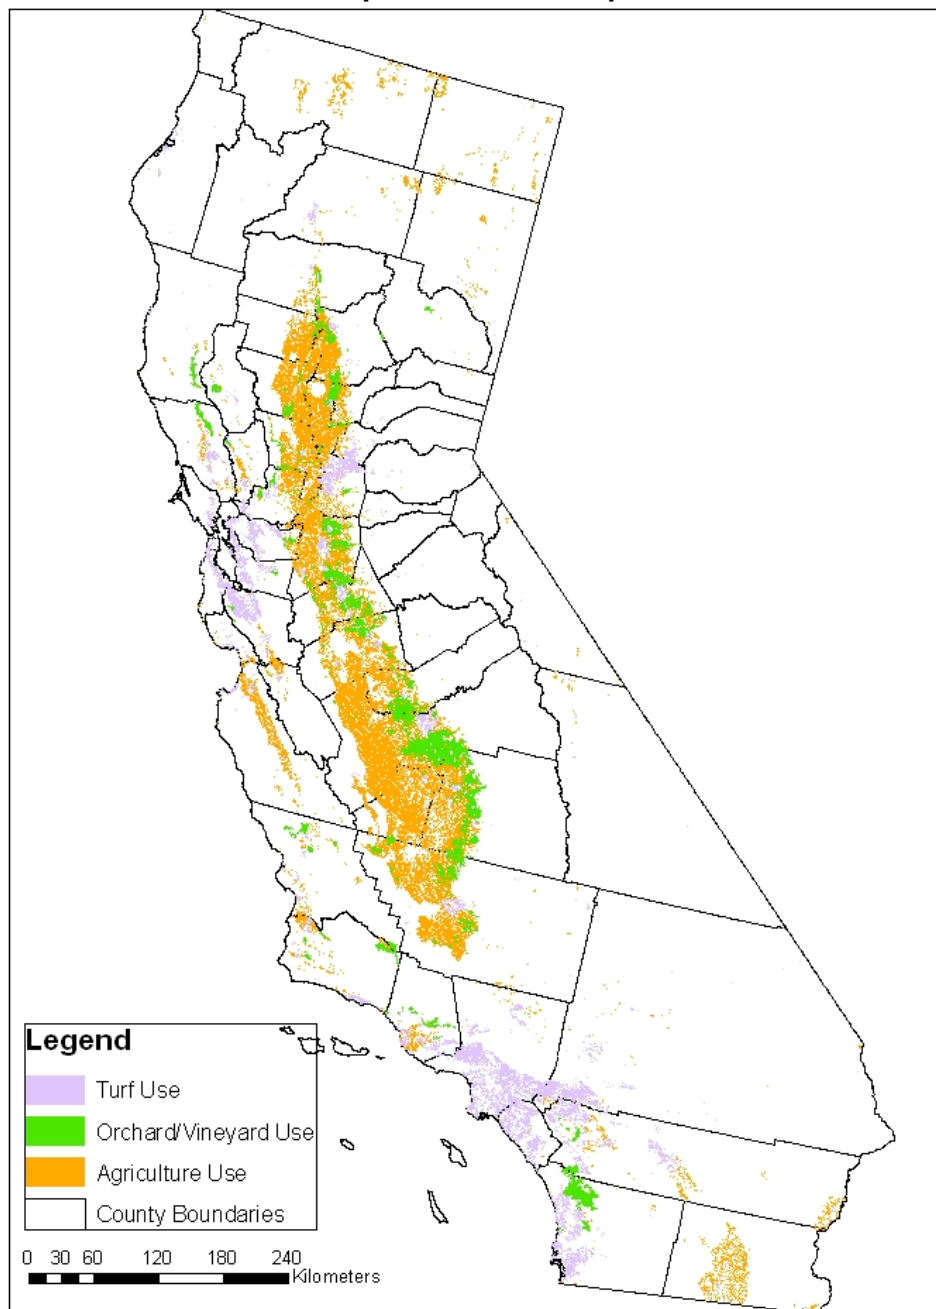 Legend
Turf Use
Orchard/Vineyard Use
Agriculture Use
County Boundaries
0 30 60 120 180 240
Kilometers